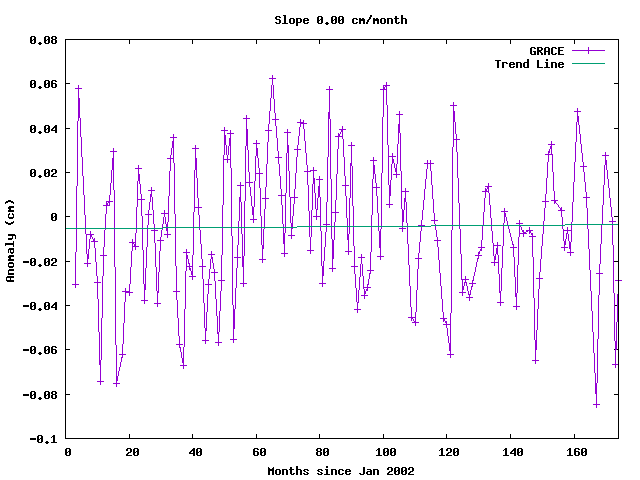 Slope 0.00 cm/month
0.08
GRACE
Trend Line
0.06
0.04
0.02
0
-0.02
-0.04
-0.06
-0.08
-0.1
Anomaly (cm)
0 20 40 60 80 100 120 140 160
Months since Jan 2002